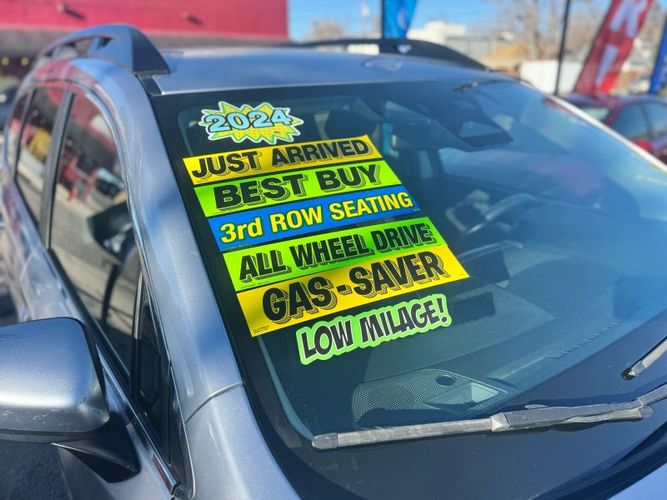 2024
JUST ARRIVED
BEST BUY
3rd ROW SEATING
ALL WHEEL DRIVE
GAS-SAVER
LOW MILAGE!